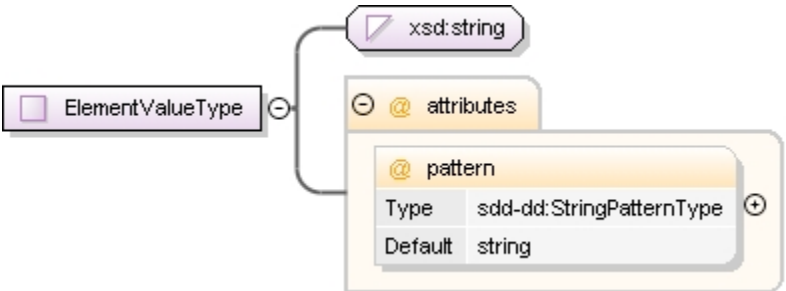 xsd:string
ElementValueType
@ attributes
@ pattern
Type sdd-dd:StringPatternType
Default string